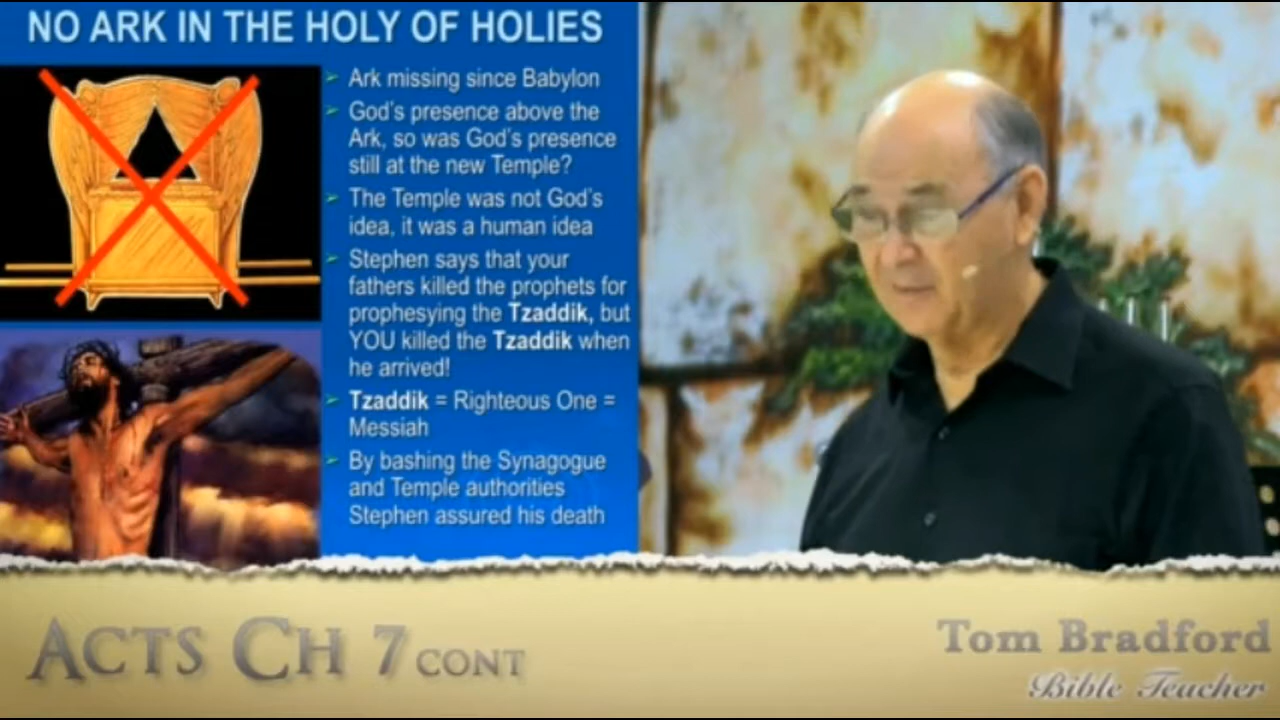 NO ARK IN THE HOLY OF HOLIES
➢ Ark missing since Babylon
➢ God's presence above the
Ark, so was God's presence
still at the new Temple?
➢ The Temple was not God's
idea, it was a human idea
➢ Stephen says that your
fathers killed the prophets for
prophesying the Tzaddik, but
YOU killed the Tzaddik when
he arrived!
➢ Tzaddik = Righteous One =
Messiah
➢ By bashing the Synagogue
and Temple authorities
Stephen assured his death
ACTS CH 7 CONT
Tom Bradford
Bible Teacher